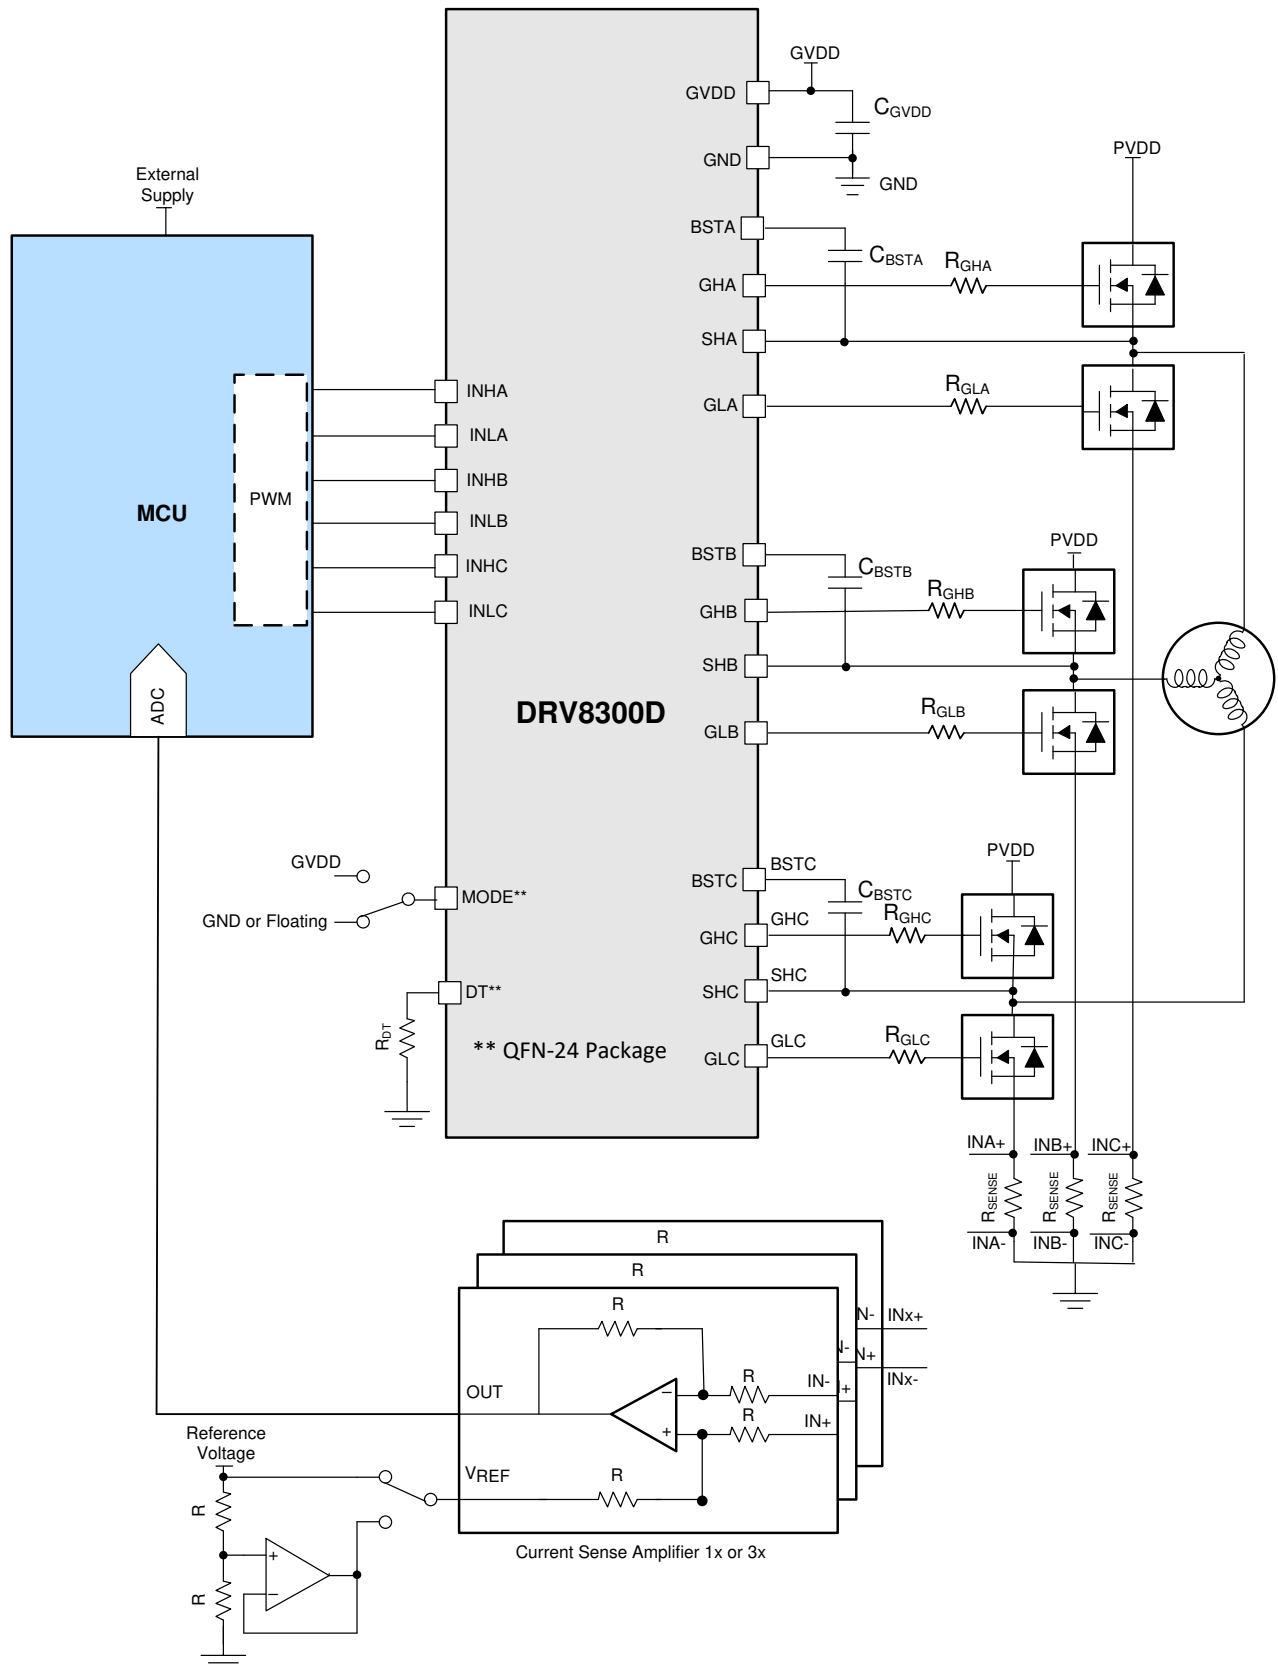 GVDD
GVDD
CGVDD
GND
GND
PVDD
External
Supply
BSTA
CBSTA
RGHA
GHA
SHA
RGLA
GLA
INHA
INLA
INHB
INLB
INHC
INLC
PWM
MCU
ADC
PVDD
BSTB
CBSTB
RGHB
GHB
SHB
RGLB
GLB
DRV8300D
GVDD
MODE**
GND or Floating
PVDD
BSTC
BSTC
CBSTC
GHC
RGHC
GHC
SHC
SHC
GLC
RGLC
GLC
DT**
RDT
** QFN-24 Package
INA+
INB+
INC+
RSENSE
RSENSE
RSENSE
INA-
INB-
INC-
R
R
R
N-
INx+
N-
N+
INx-
OUT
−
R
IN-
+
R
IN+
+
Reference
Voltage
VREF
R
R
+
−
R
Current Sense Amplifier 1x or 3x